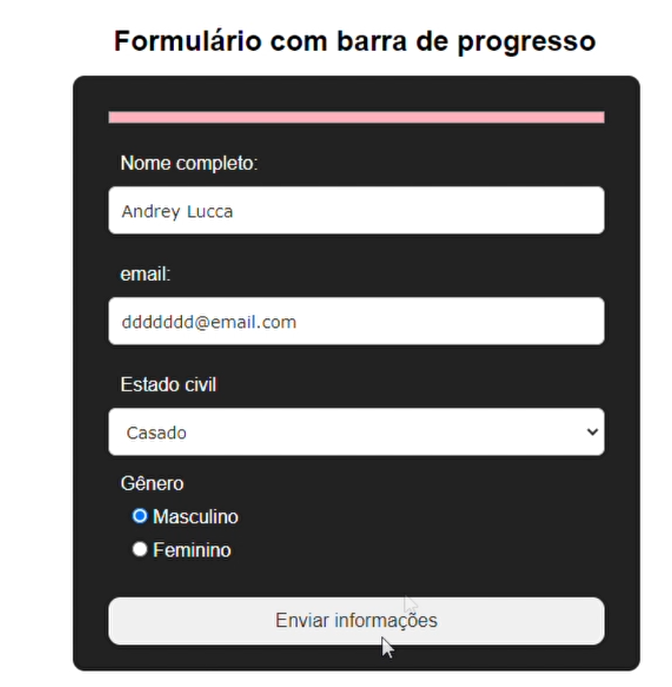 Formulário com barra de progresso
Nome completo:
Andrey Lucca
email:
ddddddd@email.com
Estado civil
Casado
Gênero
Masculino
Feminino
Enviar informações